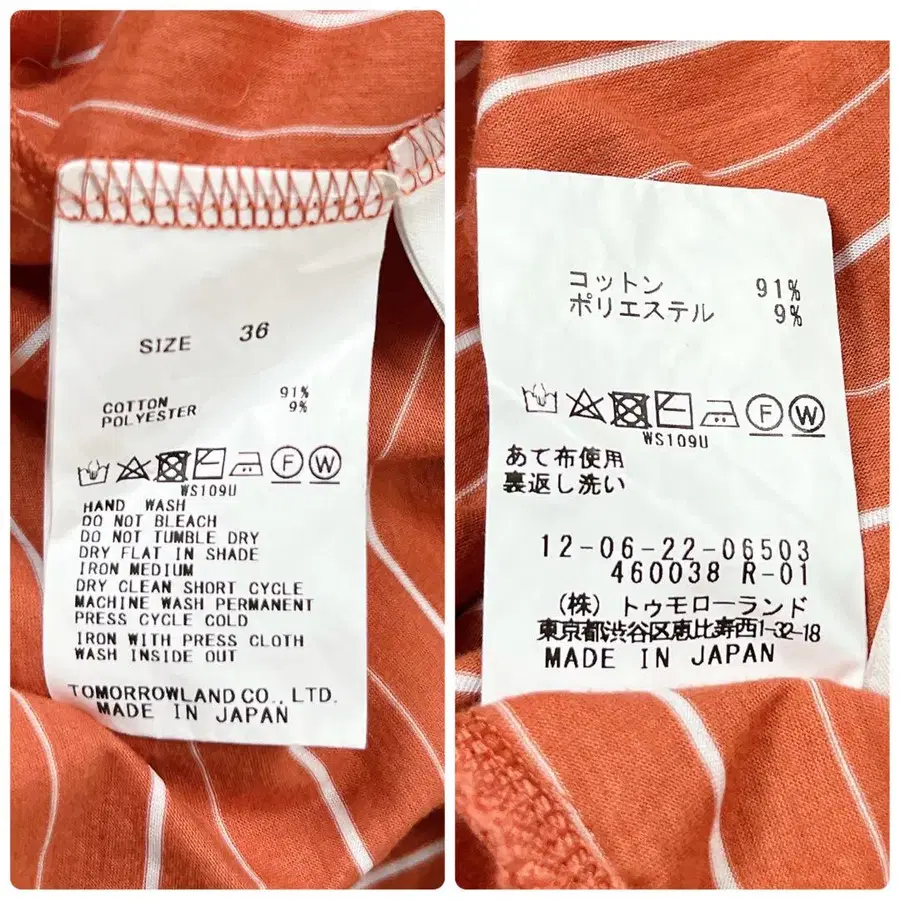 SIZE 36
COTTON 91%
POLYESTER 9%
F W
WS109U
HAND WASH
DO NOT BLEACH
DO NOT TUMBLE DRY
DRY FLAT IN SHADE
IRON MEDIUM
DRY CLEAN SHORT CYCLE
MACHINE WASH PERMANENT
PRESS CYCLE COLD
IRON WITH PRESS CLOTH
WASH INSIDE OUT
TOMORROWLAND CO., LTD.
MADE IN JAPAN
コットン 91%
ポリエステル 9%
F W
WS109U
あて布使用
裏返し洗い
12-06-22-06503
460038 R-01
(株) トゥモローランド
東京都渋谷区恵比寿西1-32-18
MADE IN JAPAN